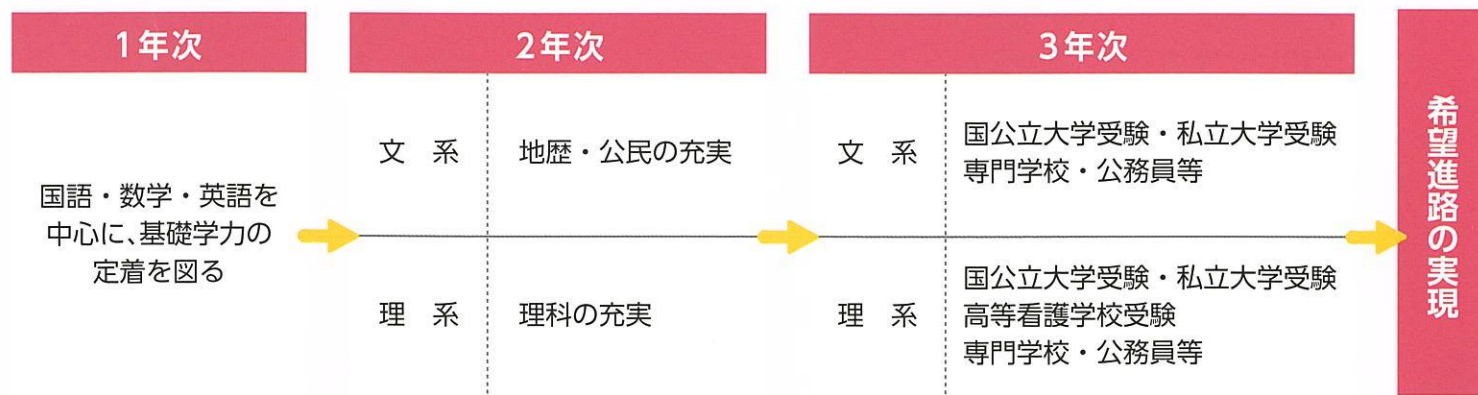 1年次
国語・数学・英語を
中心に、基礎学力の
定着を図る
2年次
文 系
地歴・公民の充実
理 系
理科の充実
3年次
文 系
国公立大学受験・私立大学受験
専門学校・公務員等
理 系
国公立大学受験・私立大学受験
高等看護学校受験
専門学校・公務員等
希望進路の実現